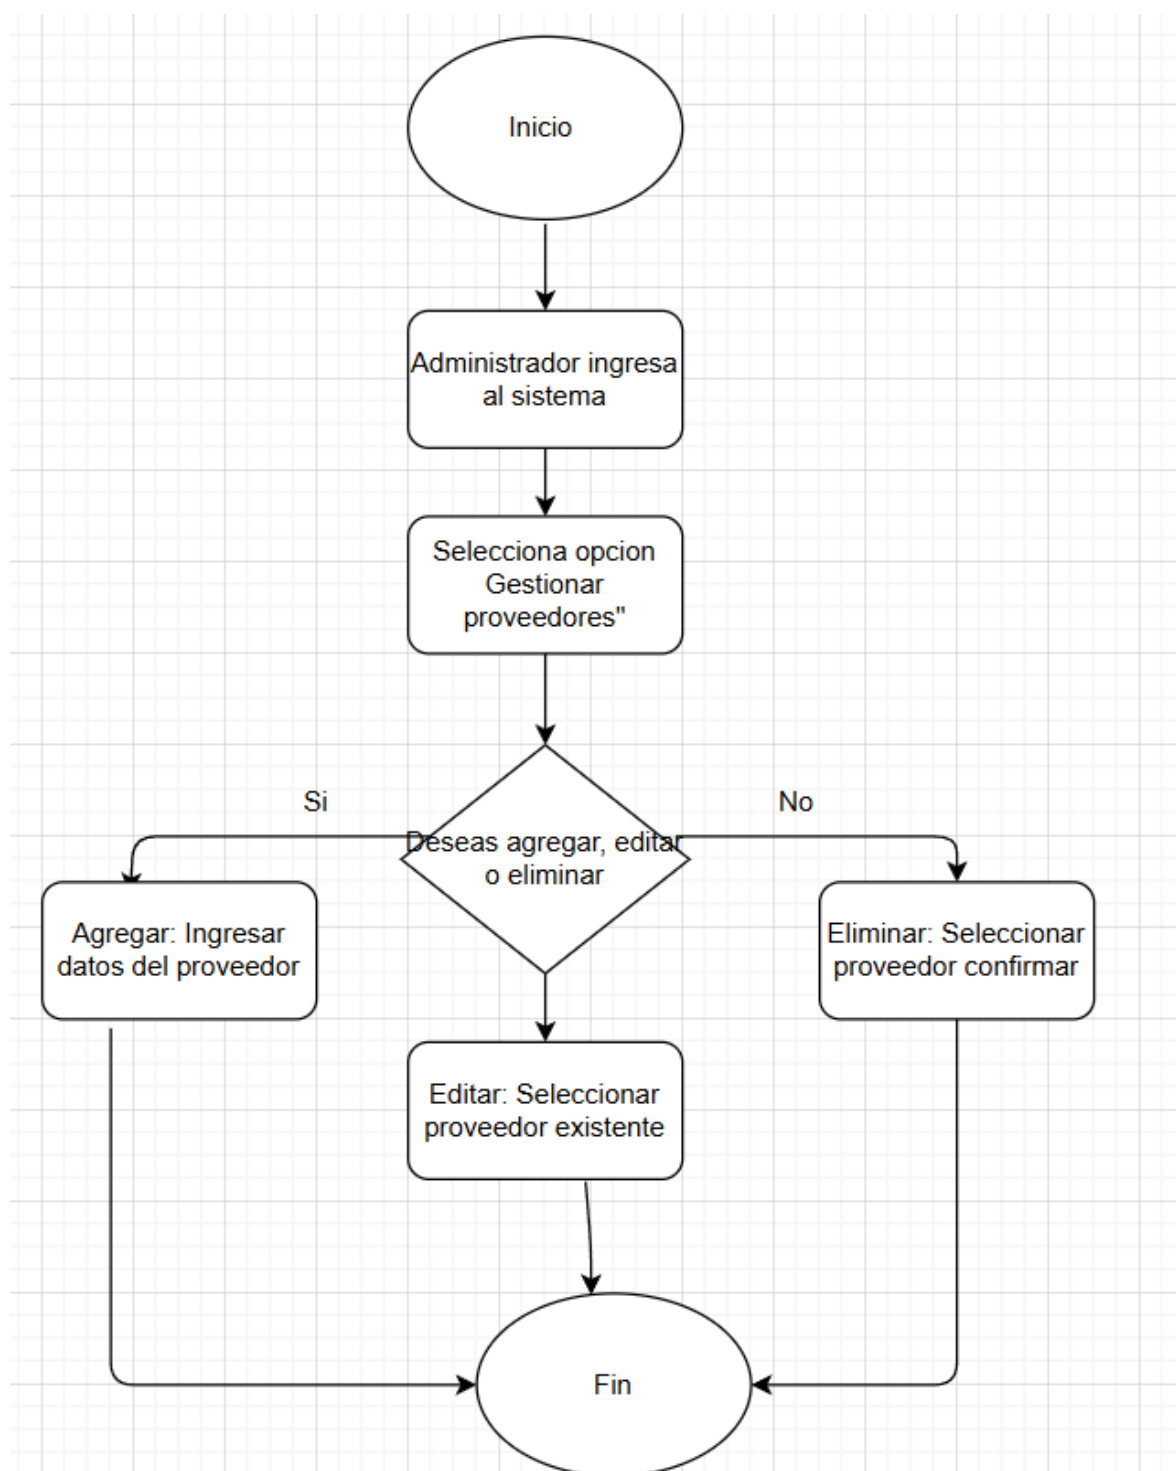 Inicio
Administrador ingresa
al sistema
Selecciona opcion
Gestionar
proveedores"
Si
No
Deseas agregar, editar
o eliminar
Agregar: Ingresar
datos del proveedor
Eliminar: Seleccionar
proveedor confirmar
Editar: Seleccionar
proveedor existente
Fin